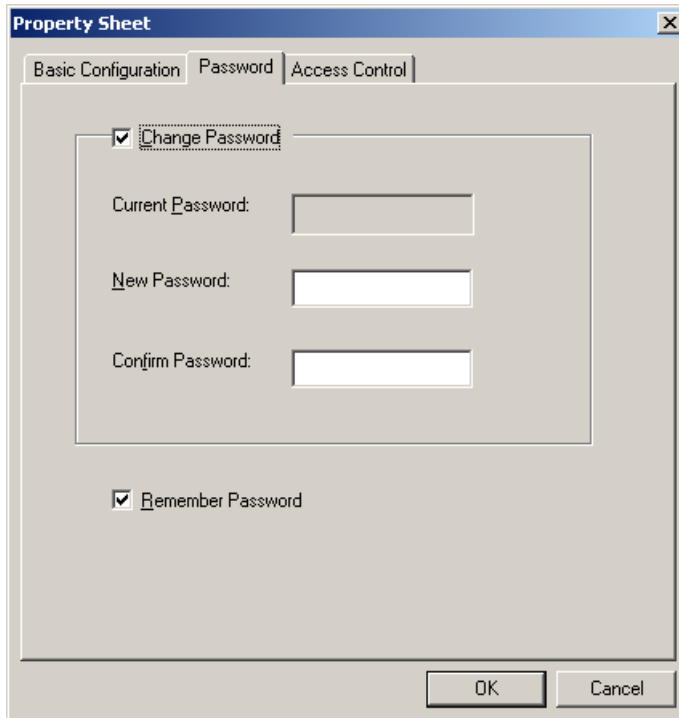 Property Sheet
Basic Configuration Password Access Control
Change Password
Current Password:
New Password:
Confirm Password:
Remember Password
OK Cancel